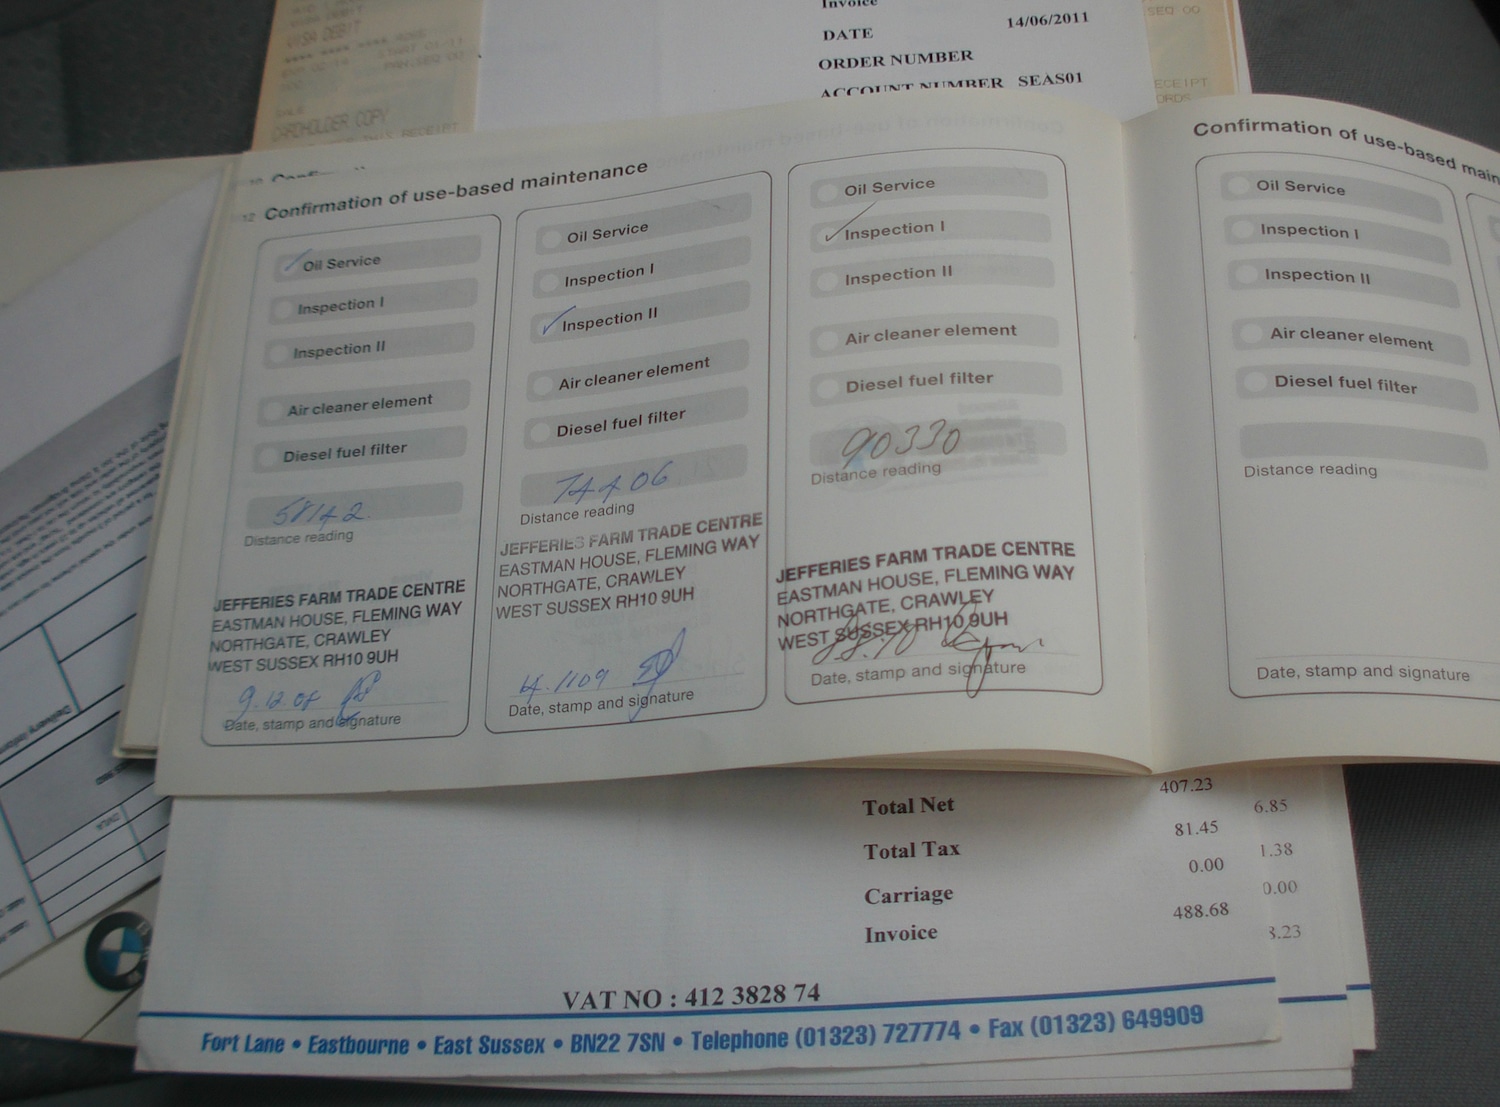 VISA DEBIT
CARDHOLDER COPY
Invoice
DATE 14/06/2011
ORDER NUMBER
ACCOUNT NUMBER SEAS01
SEQ 00
12 Confirmation of use-based maintenance
✓ Oil Service
Inspection I
Inspection II
Air cleaner element
Diesel fuel filter
58142
Distance reading
JEFFERIES FARM TRADE CENTRE
EASTMAN HOUSE, FLEMING WAY
NORTHGATE, CRAWLEY
WEST SUSSEX RH10 9UH
Date, stamp and signature
Oil Service
Inspection I
✓ Inspection II
Air cleaner element
Diesel fuel filter
74406
Distance reading
JEFFERIES FARM TRADE CENTRE
EASTMAN HOUSE, FLEMING WAY
NORTHGATE, CRAWLEY
WEST SUSSEX RH10 9UH
Date, stamp and signature
Oil Service
✓ Inspection I
Inspection II
Air cleaner element
Diesel fuel filter
90330
Distance reading
JEFFERIES FARM TRADE CENTRE
EASTMAN HOUSE, FLEMING WAY
NORTHGATE, CRAWLEY
WEST SUSSEX RH10 9UH
Date, stamp and signature
Confirmation of use-based main
Oil Service
Inspection I
Inspection II
Air cleaner element
Diesel fuel filter
Distance reading
Date, stamp and signature
Total Net 407.23 6.85
Total Tax 81.45 1.38
Carriage 0.00 0.00
Invoice 488.68 3.23
VAT NO : 412 3828 74
Fort Lane • Eastbourne • East Sussex • BN22 7SN • Telephone (01323) 727774 • Fax (01323) 649909